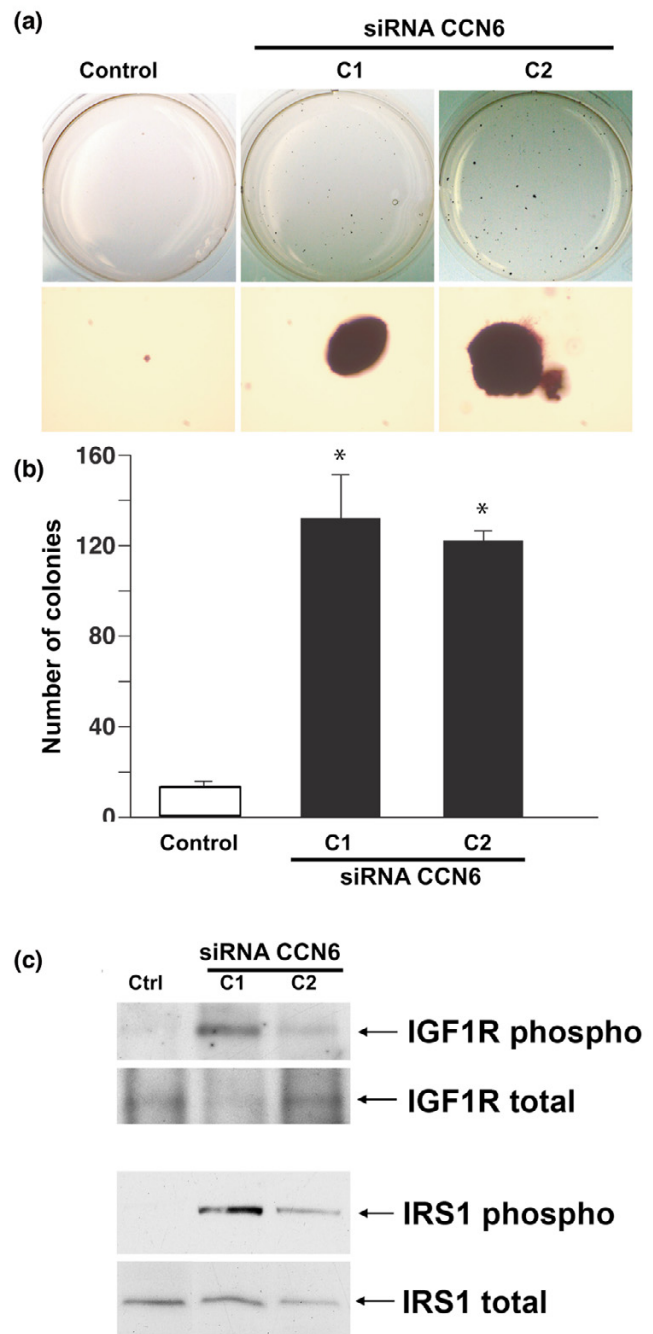 (a)
siRNA CCN6
Control C1 C2
(b)
Number of colonies
160
120
80
40
0
* *
Control C1 C2
siRNA CCN6
(c)
siRNA CCN6
Ctrl C1 C2
IGF1R phospho
IGF1R total
IRS1 phospho
IRS1 total